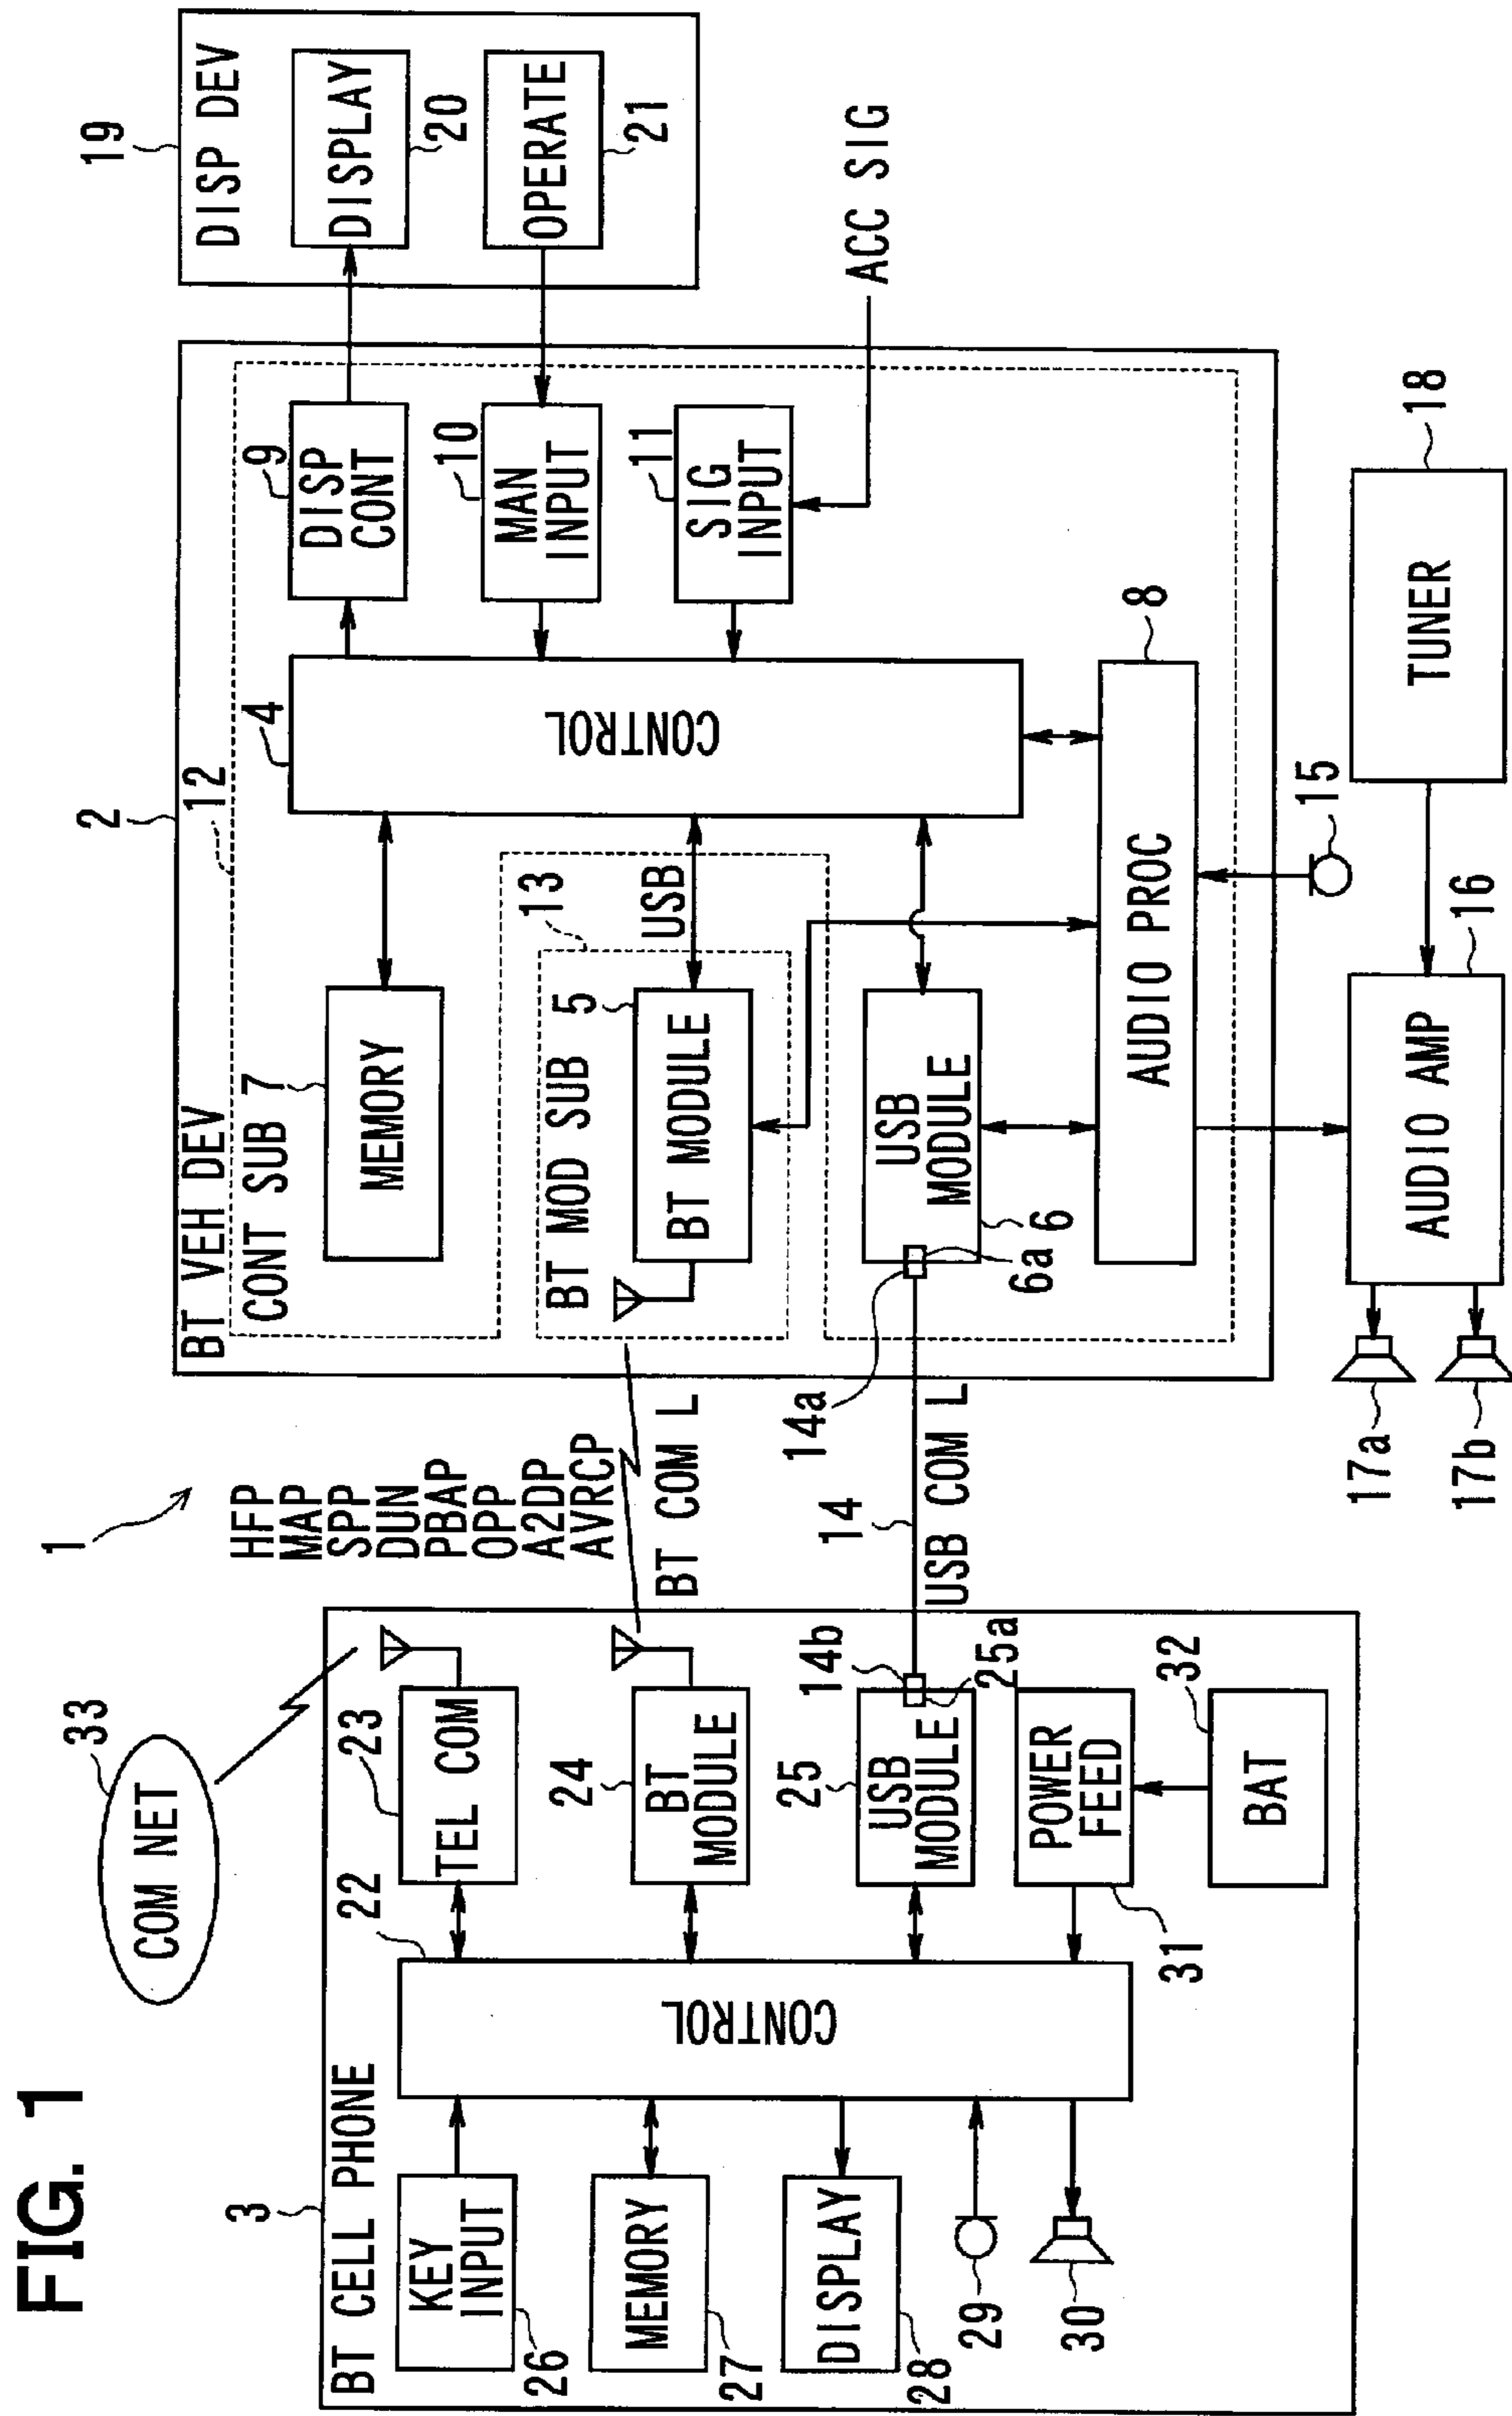 FIG. 1
1
BT CELL PHONE
3
COM NET
33
KEY
INPUT
26
MEMORY
27
DISPLAY
28
29
30
CONTROL
22
TEL COM
23
BT
MODULE
24
USB
MODULE
25
25a
14b
POWER
FEED
31
BAT
32
HFP
MAP
SPP
DUN
PBAP
OPP
A2DP
AVRCP
BT COM L
14
14a
USB COM L
BT VEH DEV
2
CONT SUB
12
MEMORY
7
BT MOD SUB
13
BT MODULE
5
USB
USB
MODULE
6
6a
CONTROL
4
DISP
CONT
9
MAN
INPUT
10
SIG
INPUT
11
AUDIO PROC
8
DISP DEV
19
DISPLAY
20
OPERATE
21
ACC SIG
15
AUDIO AMP
16
TUNER
18
17a
17b